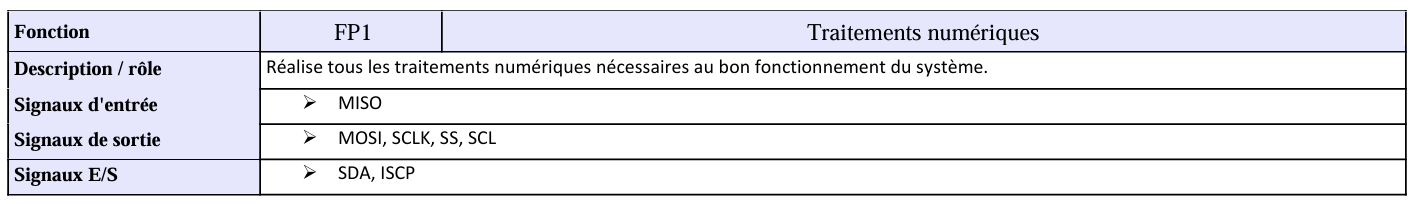 Fonction FP1 Traitements numériques
Description / rôle Réalise tous les traitements numériques nécessaires au bon fonctionnement du système.
Signaux d'entrée ➢ MISO
Signaux de sortie ➢ MOSI, SCLK, SS, SCL
Signaux E/S ➢ SDA, ISCP